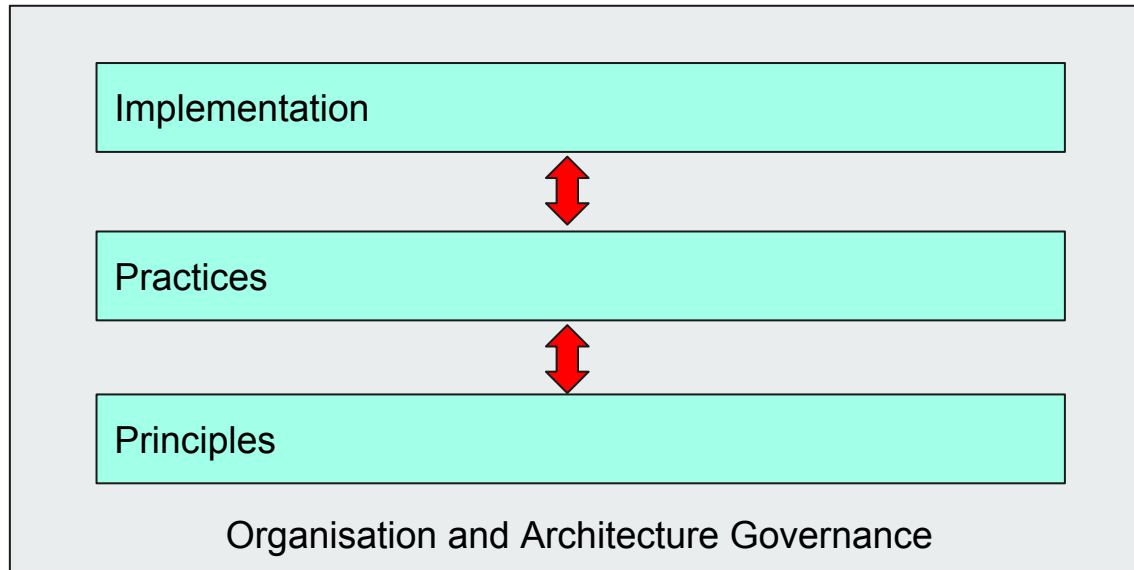 Implementation
Practices
Principles
Organisation and Architecture Governance